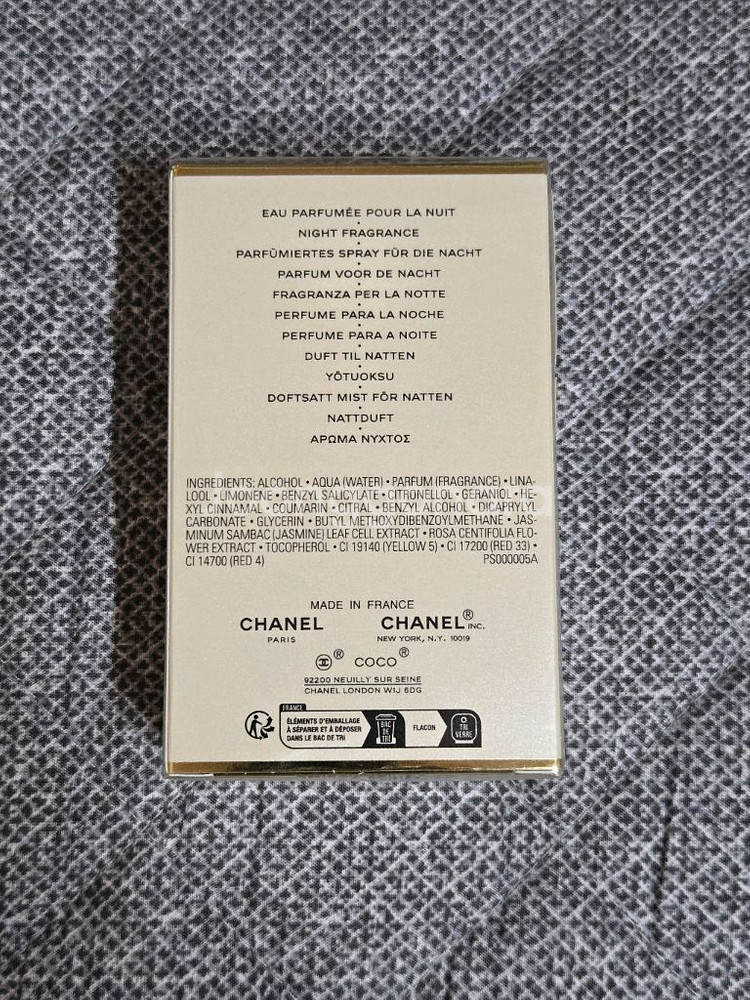 EAU PARFUMÉE POUR LA NUIT
NIGHT FRAGRANCE
PARFÜMIERTES SPRAY FÜR DIE NACHT
PARFUM VOOR DE NACHT
FRAGRANZA PER LA NOTTE
PERFUME PARA LA NOCHE
PERFUME PARA A NOITE
DUFT TIL NATTEN
YÖTUOKSU
DOFTSATT MIST FÖR NATTEN
NATTDUFT
ΑΡΩΜΑ ΝΥΧΤΟΣ
INGREDIENTS: ALCOHOL • AQUA (WATER) • PARFUM (FRAGRANCE) • LINA-
LOOL • LIMONENE • BENZYL SALICYLATE • CITRONELLOL • GERANIOL • HE-
XYL CINNAMAL • COUMARIN • CITRAL • BENZYL ALCOHOL • DICAPRYLYL
CARBONATE • GLYCERIN • BUTYL METHOXYDIBENZOYLMETHANE • JAS-
MINUM SAMBAC (JASMINE) LEAF CELL EXTRACT • ROSA CENTIFOLIA FLO-
WER EXTRACT • TOCOPHEROL • CI 19140 (YELLOW 5) • CI 17200 (RED 33) •
CI 14700 (RED 4) PS000005A
MADE IN FRANCE
CHANEL CHANEL® INC.
PARIS NEW YORK, N.Y. 10019
® COCO®
92200 NEUILLY SUR SEINE
CHANEL LONDON W1J 6DG
FRANCE
ÉLÉMENTS D'EMBALLAGE
À SÉPARER ET À DÉPOSER
DANS LE BAC DE TRI
BAC
DE
TRI
FLACON
TRI
VERRE